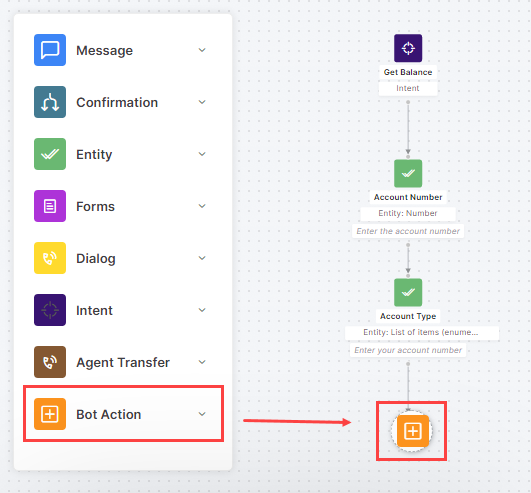 Message
Confirmation
Entity
Forms
Dialog
Intent
Agent Transfer
Bot Action
Get Balance
Intent
Account Number
Entity: Number
Enter the account number
Account Type
Entity: List of items (enume...
Enter your account number